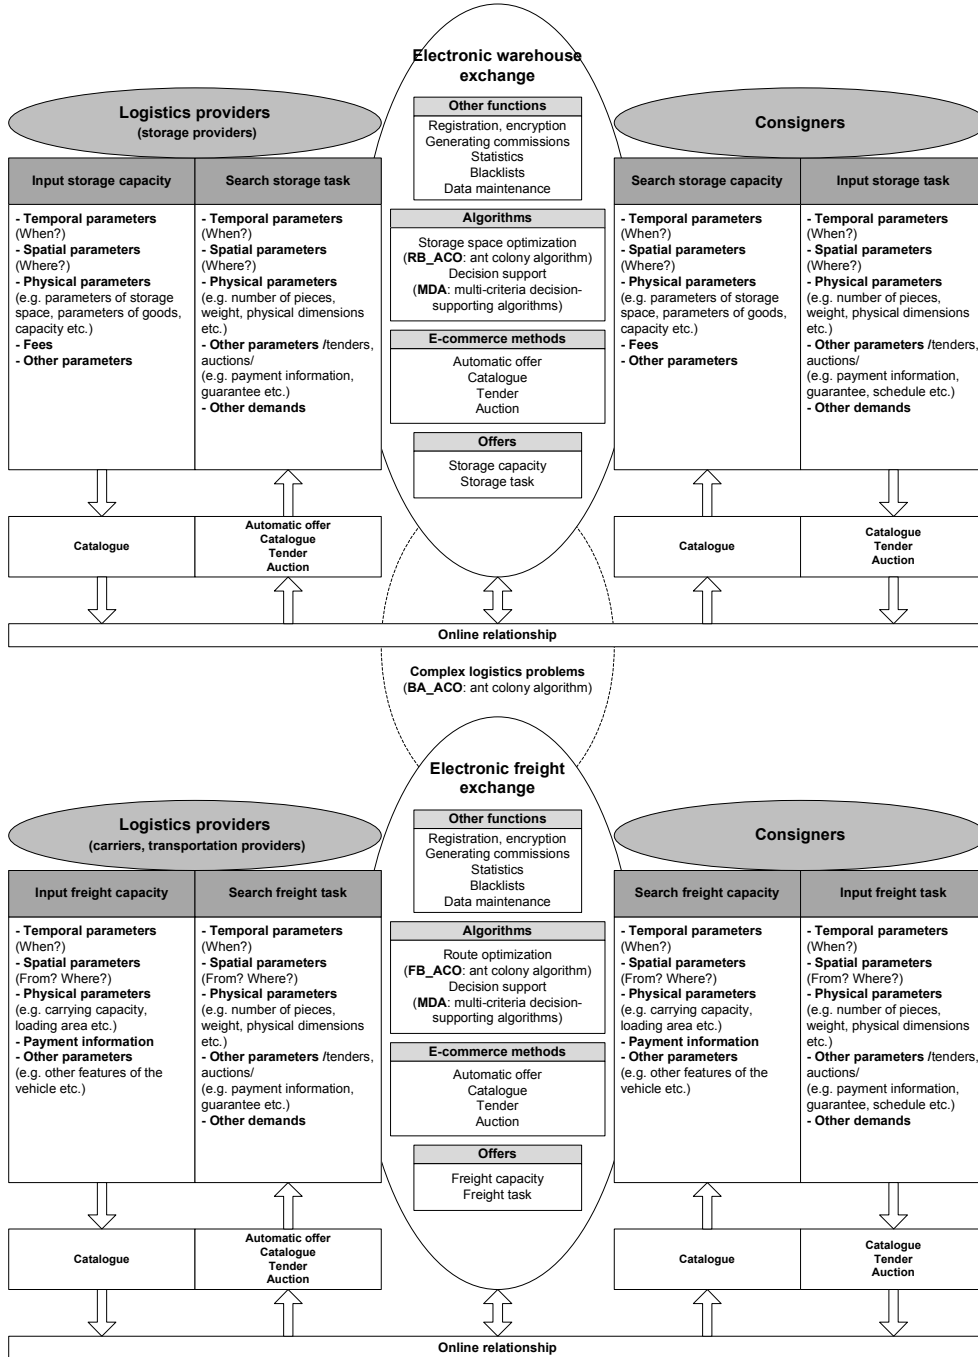 Electronic warehouse
exchange
Other functions
Registration, encryption
Generating commissions
Statistics
Blacklists
Data maintenance
Algorithms
Storage space optimization
(RB_ACO: ant colony algorithm)
Decision support
(MDA: multi-criteria decision-
supporting algorithms)
E-commerce methods
Automatic offer
Catalogue
Tender
Auction
Offers
Storage capacity
Storage task
Logistics providers
(storage providers)
Input storage capacity
- Temporal parameters
(When?)
- Spatial parameters
(Where?)
- Physical parameters
(e.g. parameters of storage
space, parameters of goods,
capacity etc.)
- Fees
- Other parameters
Catalogue
Search storage task
- Temporal parameters
(When?)
- Spatial parameters
(Where?)
- Physical parameters
(e.g. number of pieces,
weight, physical dimensions
etc.)
- Other parameters /tenders,
auctions/
(e.g. payment information,
guarantee etc.)
- Other demands
Automatic offer
Catalogue
Tender
Auction
Consigners
Search storage capacity
- Temporal parameters
(When?)
- Spatial parameters
(Where?)
- Physical parameters
(e.g. parameters of storage
space, parameters of goods,
capacity etc.)
- Fees
- Other parameters
Catalogue
Input storage task
- Temporal parameters
(When?)
- Spatial parameters
(Where?)
- Physical parameters
(e.g. number of pieces,
weight, physical dimensions
etc.)
- Other parameters /tenders,
auctions/
(e.g. payment information,
guarantee, schedule etc.)
- Other demands
Catalogue
Tender
Auction
Online relationship
Complex logistics problems
(BA_ACO: ant colony algorithm)
Electronic freight
exchange
Other functions
Registration, encryption
Generating commissions
Statistics
Blacklists
Data maintenance
Algorithms
Route optimization
(FB_ACO: ant colony algorithm)
Decision support
(MDA: multi-criteria decision-
supporting algorithms)
E-commerce methods
Automatic offer
Catalogue
Tender
Auction
Offers
Freight capacity
Freight task
Logistics providers
(carriers, transportation providers)
Input freight capacity
- Temporal parameters
(When?)
- Spatial parameters
(From? Where?)
- Physical parameters
(e.g. carrying capacity,
loading area etc.)
- Payment information
- Other parameters
(e.g. other features of the
vehicle etc.)
Catalogue
Search freight task
- Temporal parameters
(When?)
- Spatial parameters
(From? Where?)
- Physical parameters
(e.g. number of pieces,
weight, physical dimensions
etc.)
- Other parameters /tenders,
auctions/
(e.g. payment information,
guarantee etc.)
- Other demands
Automatic offer
Catalogue
Tender
Auction
Consigners
Search freight capacity
- Temporal parameters
(When?)
- Spatial parameters
(From? Where?)
- Physical parameters
(e.g. carrying capacity,
loading area etc.)
- Payment information
- Other parameters
(e.g. other features of the
vehicle etc.)
Catalogue
Input freight task
- Temporal parameters
(When?)
- Spatial parameters
(From? Where?)
- Physical parameters
(e.g. number of pieces,
weight, physical dimensions
etc.)
- Other parameters /tenders,
auctions/
(e.g. payment information,
guarantee, schedule etc.)
- Other demands
Catalogue
Tender
Auction
Online relationship